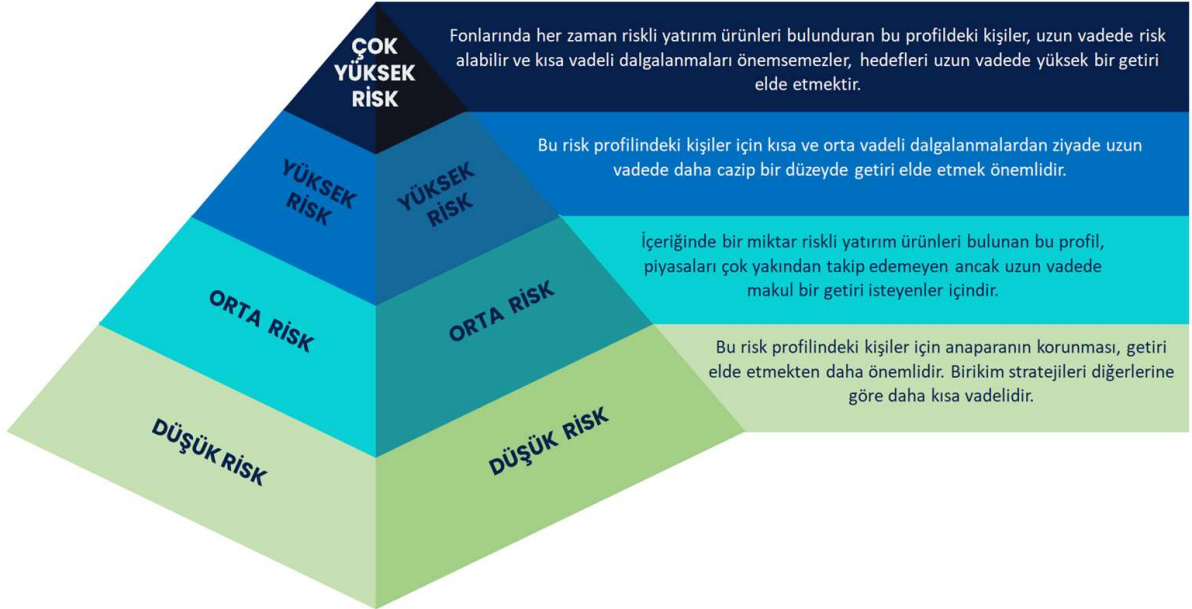 ÇOK
YÜKSEK
RİSK
Fonlarında her zaman riskli yatırım ürünleri bulunduran bu profildeki kişiler, uzun vadede risk
alabilir ve kısa vadeli dalgalanmaları önemsemezler, hedefleri uzun vadede yüksek bir getiri
elde etmektir.
YÜKSEK
RİSK
YÜKSEK
RİSK
Bu risk profilindeki kişiler için kısa ve orta vadeli dalgalanmalardan ziyade uzun
vadede daha cazip bir düzeyde getiri elde etmek önemlidir.
ORTA RİSK
ORTA RİSK
İçeriğinde bir miktar riskli yatırım ürünleri bulunan bu profil,
piyasaları çok yakından takip edemeyen ancak uzun vadede
makul bir getiri isteyenler içindir.
DÜŞÜK RİSK
DÜŞÜK RİSK
Bu risk profilindeki kişiler için anaparanın korunması, getiri
elde etmekten daha önemlidir. Birikim stratejileri diğerlerine
göre daha kısa vadelidir.